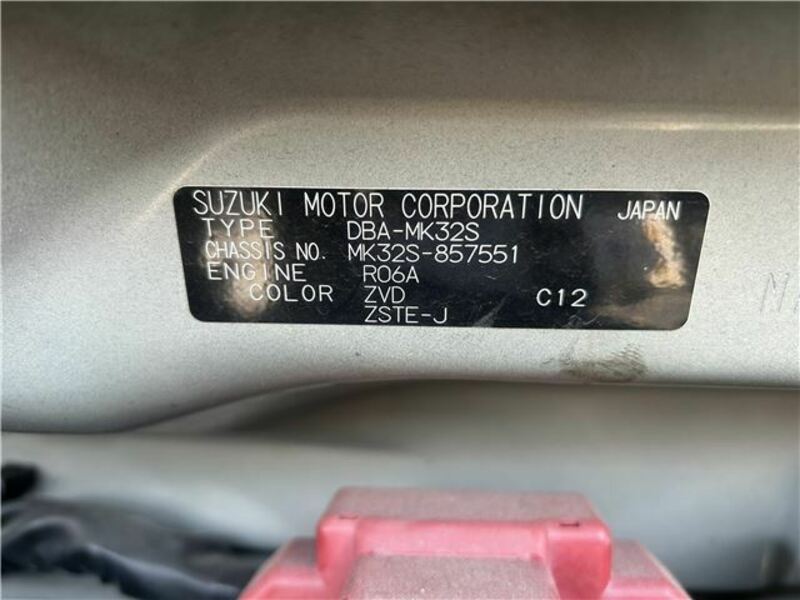 SUZUKI MOTOR CORPORATION JAPAN
TYPE DBA-MK32S
CHASSIS NO. MK32S-857551
ENGINE R06A
COLOR ZVD C12
ZSTE-J